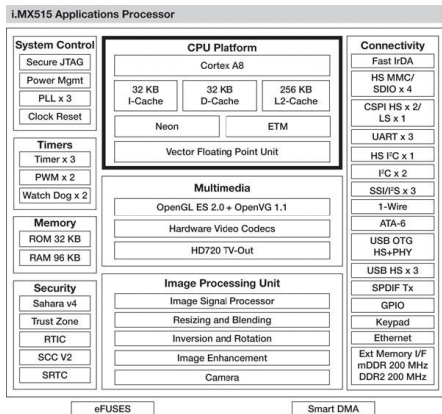 i.MX515 Applications Processor
System Control
Secure JTAG
Power Mgmt
PLL x 3
Clock Reset
Timers
Timer x 3
PWM x 2
Watch Dog x 2
Memory
ROM 32 KB
RAM 96 KB
Security
Sahara v4
Trust Zone
RTIC
SCC V2
SRTC
CPU Platform
Cortex A8
32 KB
I-Cache
32 KB
D-Cache
256 KB
L2-Cache
Neon
ETM
Vector Floating Point Unit
Multimedia
OpenGL ES 2.0 + OpenVG 1.1
Hardware Video Codecs
HD720 TV-Out
Image Processing Unit
Image Signal Processor
Resizing and Blending
Inversion and Rotation
Image Enhancement
Camera
Connectivity
Fast IrDA
HS MMC/
SDIO x 4
CSPI HS x 2/
LS x 1
UART x 3
HS I²C x 1
I²C x 2
SSI/I²S x 3
1-Wire
ATA-6
USB OTG
HS+PHY
USB HS x 3
SPDIF Tx
GPIO
Keypad
Ethernet
Ext Memory I/F
mDDR 200 MHz
DDR2 200 MHz
eFUSES
Smart DMA